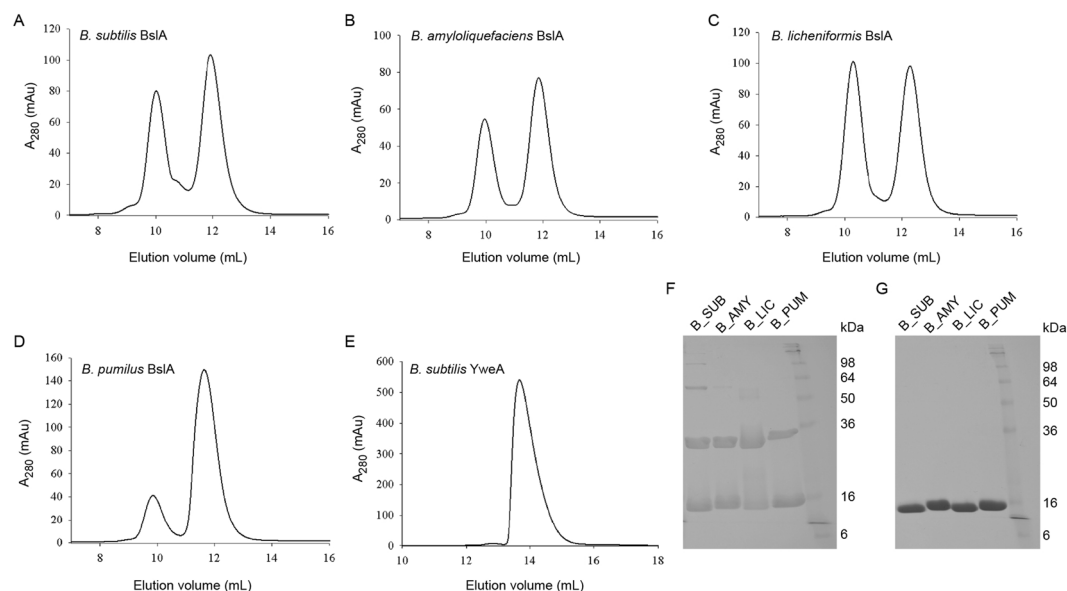 A
B. subtilis BslA
120
100
80
60
40
20
0
A280 (mAu)
8 10 12 14 16
Elution volume (mL)
B
B. amyloliquefaciens BslA
100
80
60
40
20
0
A280 (mAu)
8 10 12 14 16
Elution volume (mL)
C
B. licheniformis BslA
120
100
80
60
40
20
0
A280 (mAu)
8 10 12 14 16
Elution volume (mL)
D
B. pumilus BslA
160
140
120
100
80
60
40
20
0
A280 (mAu)
8 10 12 14 16
Elution volume (mL)
E
B. subtilis YweA
600
500
400
300
200
100
0
A280 (mAu)
10 12 14 16 18
Elution volume (mL)
F
B_SUB
B_AMY
B_LIC
B_PUM
kDa
98
64
50
36
16
6
G
B_SUB
B_AMY
B_LIC
B_PUM
kDa
98
64
50
36
16
6